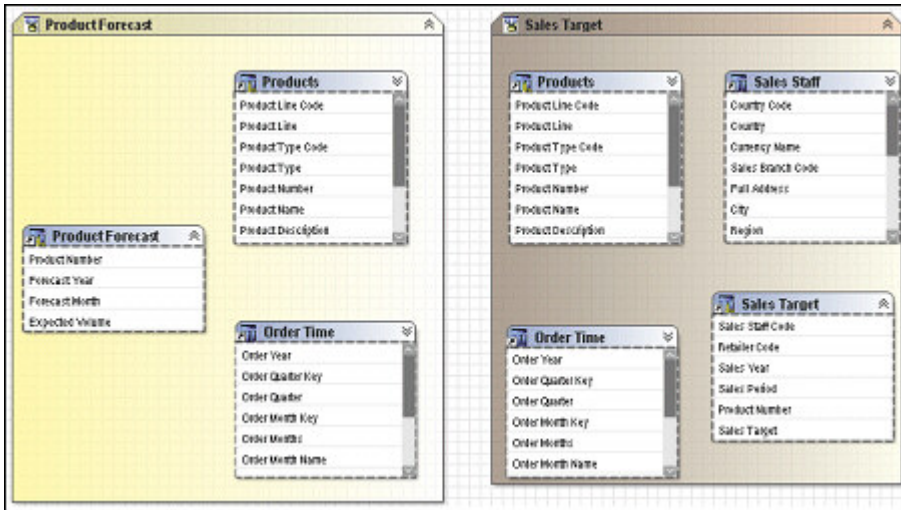 Product Forecast
Products
Product Line Code
Product Line
Product Type Code
Product Type
Product Number
Product Name
Product Description
Product Forecast
Product Number
Forecast Year
Forecast Month
Expected Volume
Order Time
Order Year
Order Quarter Key
Order Quarter
Order Month Key
Order Months
Order Month Name
Sales Target
Products
Product Line Code
Product Line
Product Type Code
Product Type
Product Number
Product Name
Product Description
Sales Staff
Country Code
Country
Currency Name
Sales Branch Code
Full Address
City
Region
Order Time
Order Year
Order Quarter Key
Order Quarter
Order Month Key
Order Months
Order Month Name
Sales Target
Sales Staff Code
Retailer Code
Sales Year
Sales Period
Product Number
Sales Target